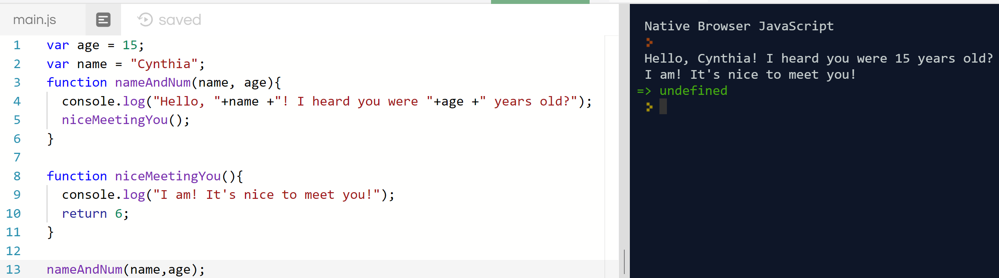 main.js saved
1 var age = 15;
2 var name = "Cynthia";
3 function nameAndNum(name, age){
4   console.log("Hello, "+name +"! I heard you were "+age +" years old?");
5   niceMeetingYou();
6 }
7
8 function niceMeetingYou(){
9   console.log("I am! It's nice to meet you!");
10   return 6;
11 }
12
13 nameAndNum(name,age);
Native Browser JavaScript
Hello, Cynthia! I heard you were 15 years old?
I am! It's nice to meet you!
=> undefined